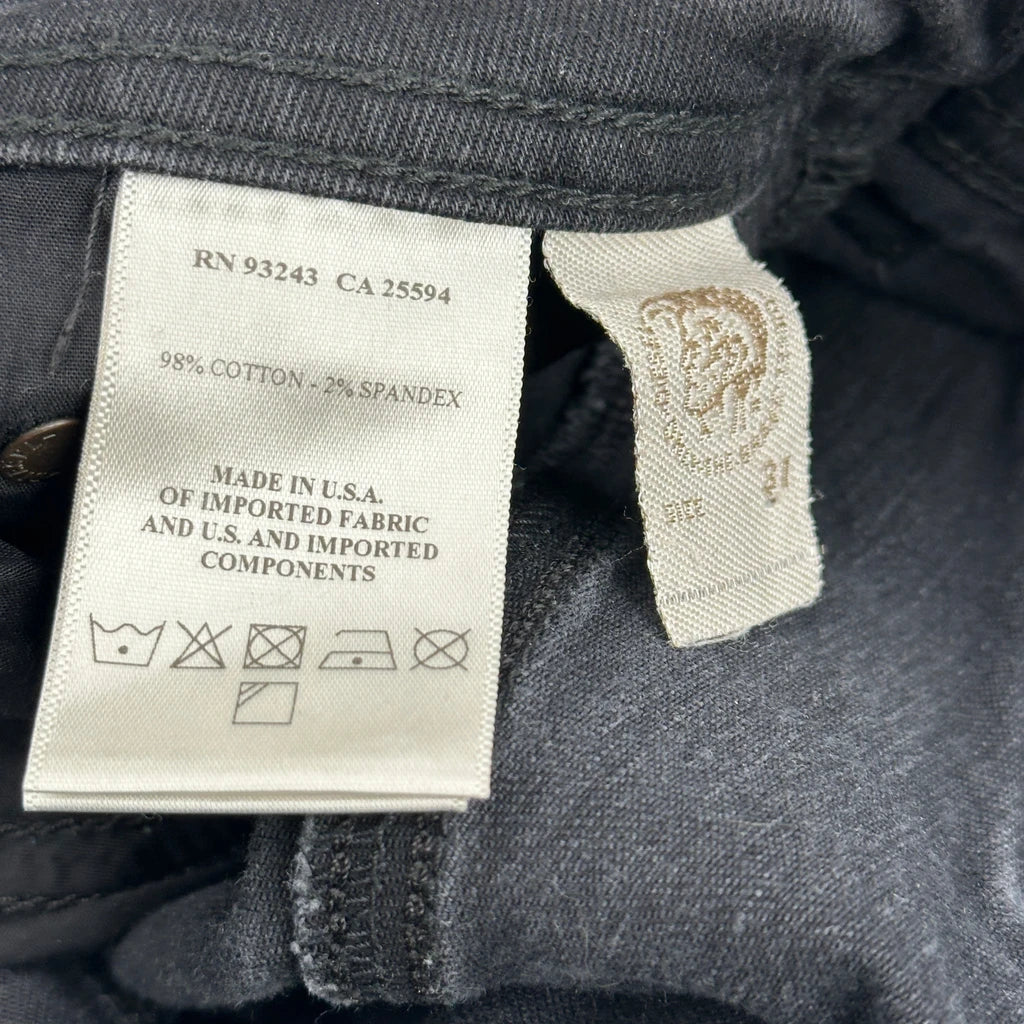 RN 93243 CA 25594
98% COTTON - 2% SPANDEX
MADE IN U.S.A.
OF IMPORTED FABRIC
AND U.S. AND IMPORTED
COMPONENTS
SIZE 31